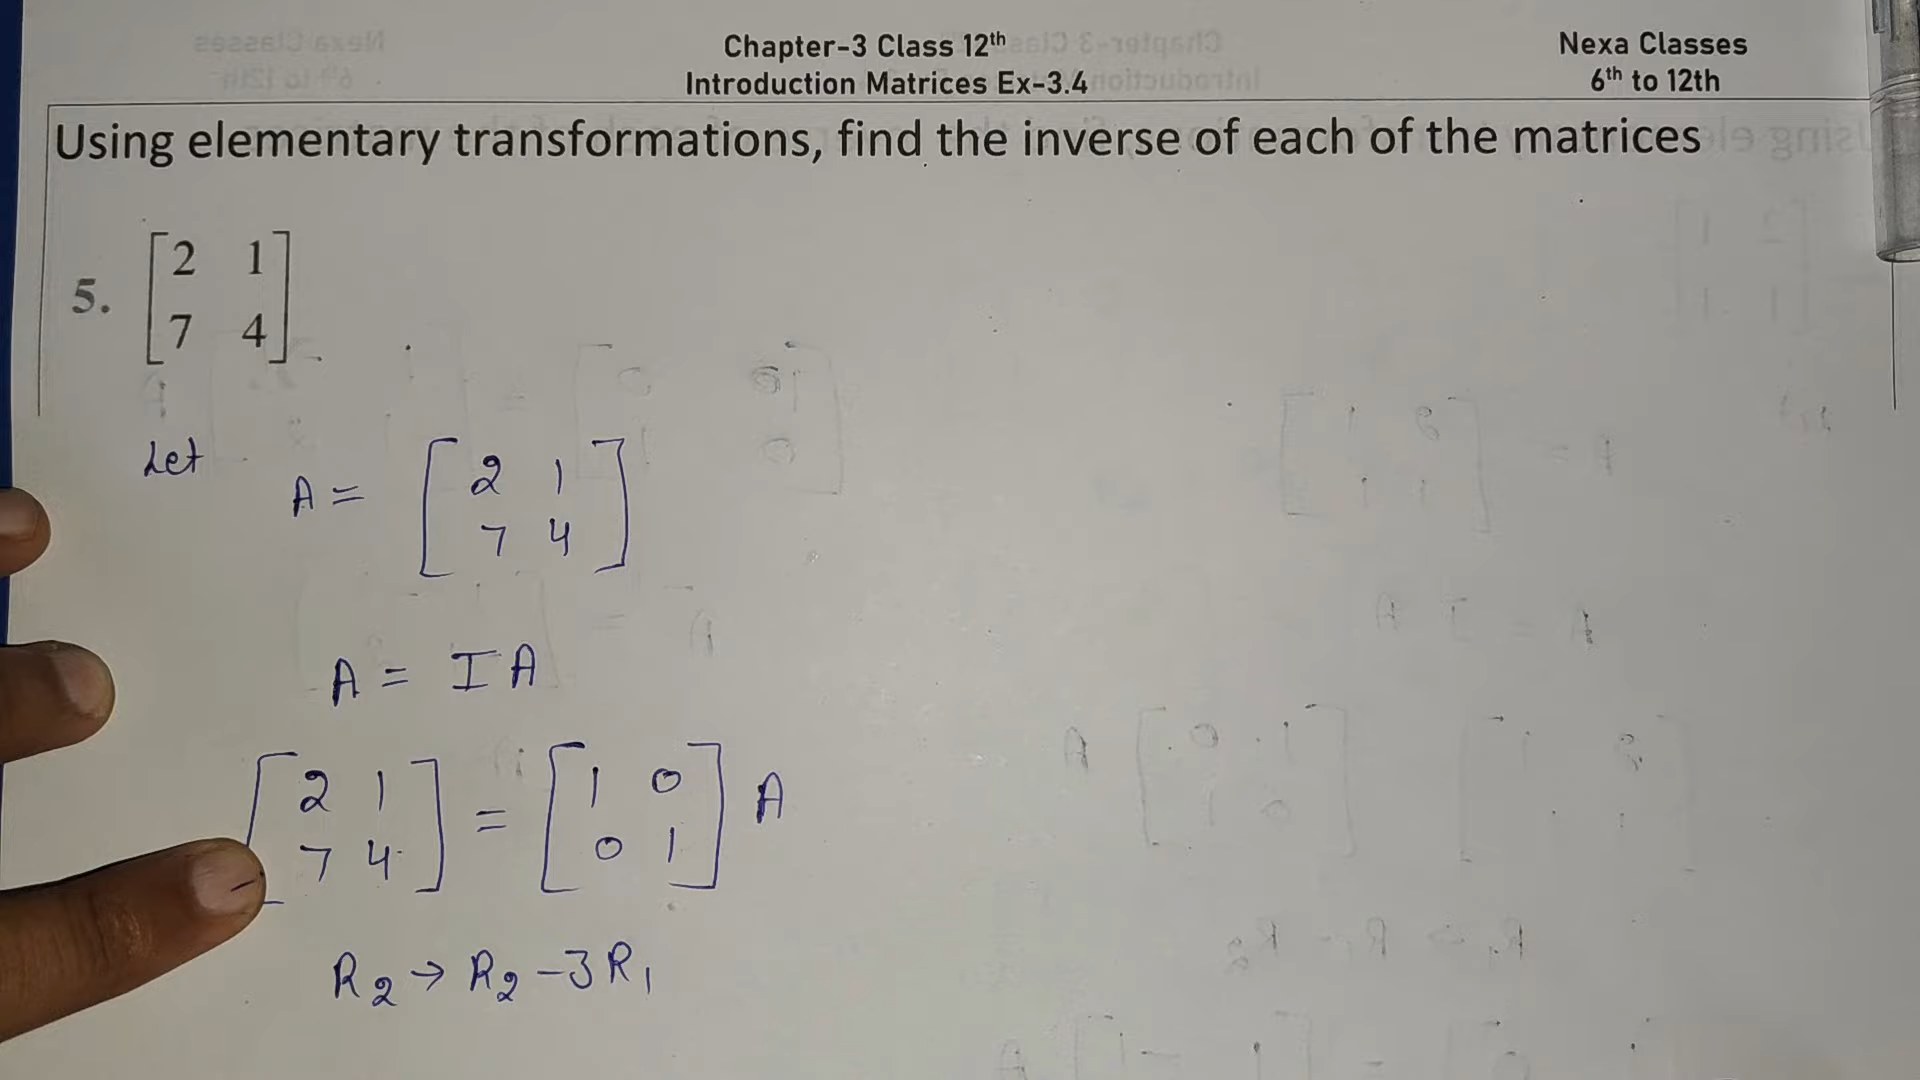 Chapter-3 Class 12th
Introduction Matrices Ex-3.4
Nexa Classes
6th to 12th
Using elementary transformations, find the inverse of each of the matrices
5. [2 1
7 4]
Let
A = [2 1
7 4]
A = I A
[2 1
7 4] = [1 0
0 1] A
R2 → R2 -3R1